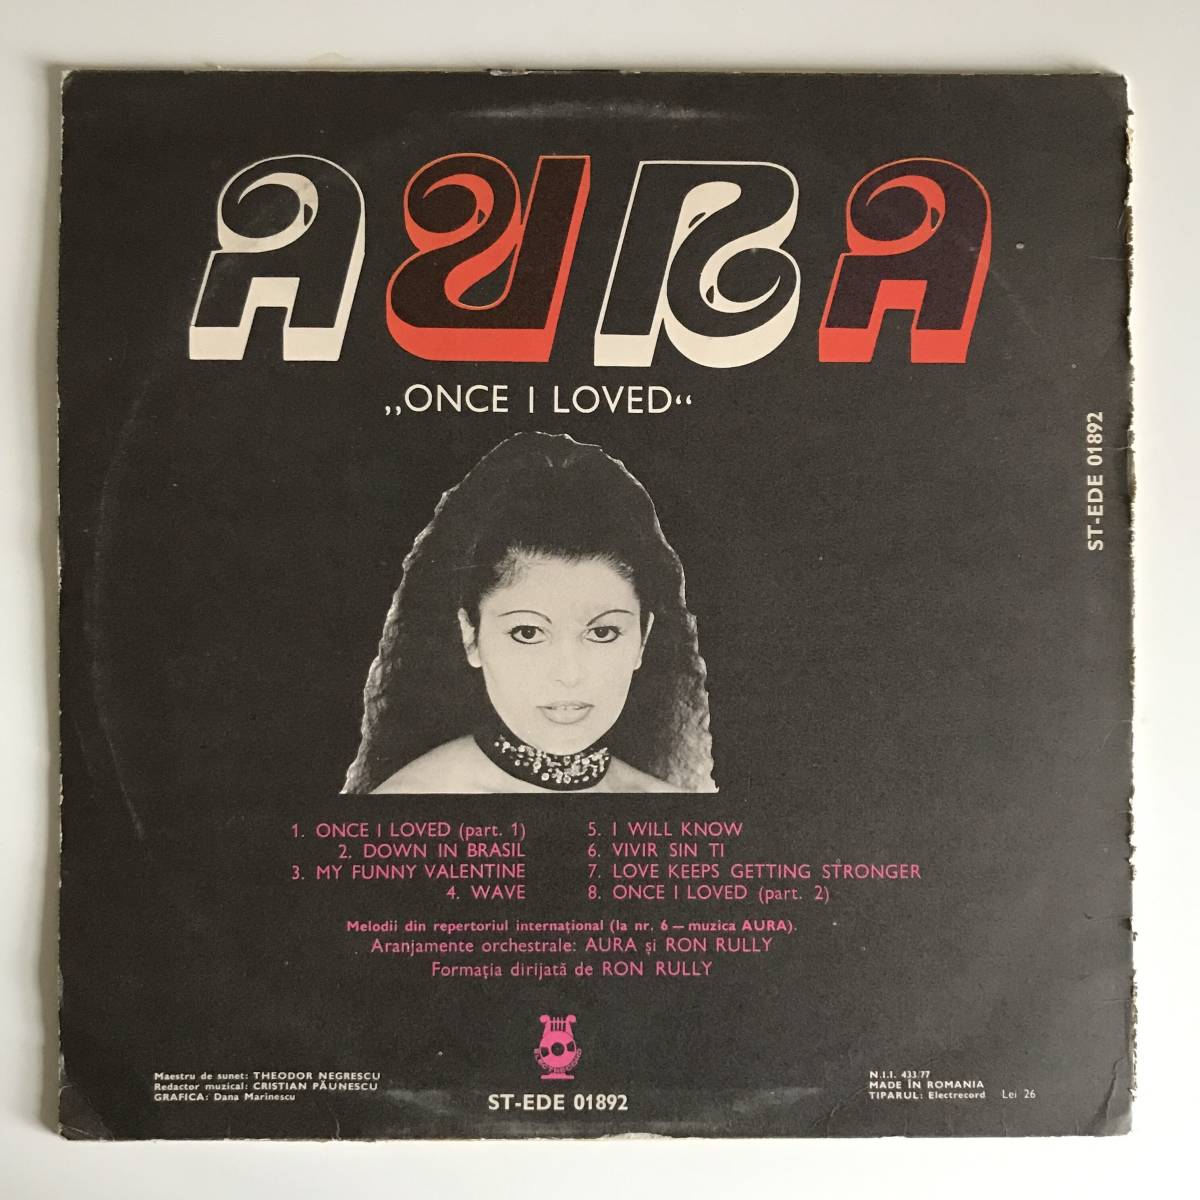 AURA
„ONCE I LOVED“
ST-EDE 01892
1. ONCE I LOVED (part. 1)
2. DOWN IN BRASIL
3. MY FUNNY VALENTINE
4. WAVE
5. I WILL KNOW
6. VIVIR SIN TI
7. LOVE KEEPS GETTING STRONGER
8. ONCE I LOVED (part. 2)
Melodii din repertoriul internațional (la nr. 6 — muzica AURA).
Aranjamente orchestrale: AURA și RON RULLY
Formația dirijată de RON RULLY
ELECTRECORD
Maestru de sunet: THEODOR NEGRESCU
Redactor muzical: CRISTIAN PĂUNESCU
GRAFICA: Dana Marinescu
ST-EDE 01892
N.I.I. 433/77
MADE ÎN ROMANIA
TIPARUL: Electrecord Lei 26